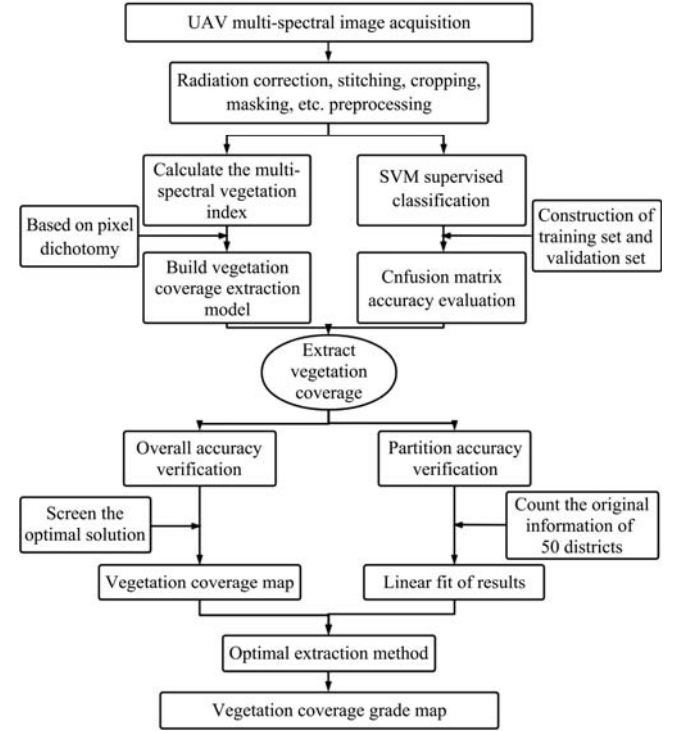 UAV multi-spectral image acquisition
Radiation correction, stitching, cropping,
masking, etc. preprocessing
Calculate the multi-
spectral vegetation
index
SVM supervised
classification
Based on pixel
dichotomy
Construction of
training set and
validation set
Build vegetation
coverage extraction
model
Cnfusion matrix
accuracy evaluation
Extract
vegetation
coverage
Overall accuracy
verification
Partition accuracy
verification
Screen the
optimal solution
Count the original
information of
50 districts
Vegetation coverage map
Linear fit of results
Optimal extraction method
Vegetation coverage grade map